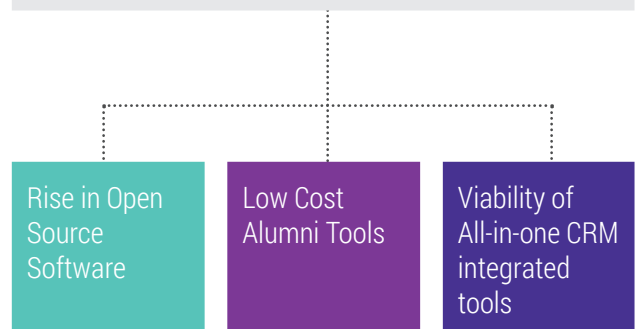 Rise in Open
Source
Software
Low Cost
Alumni Tools
Viability of
All-in-one CRM
integrated
tools